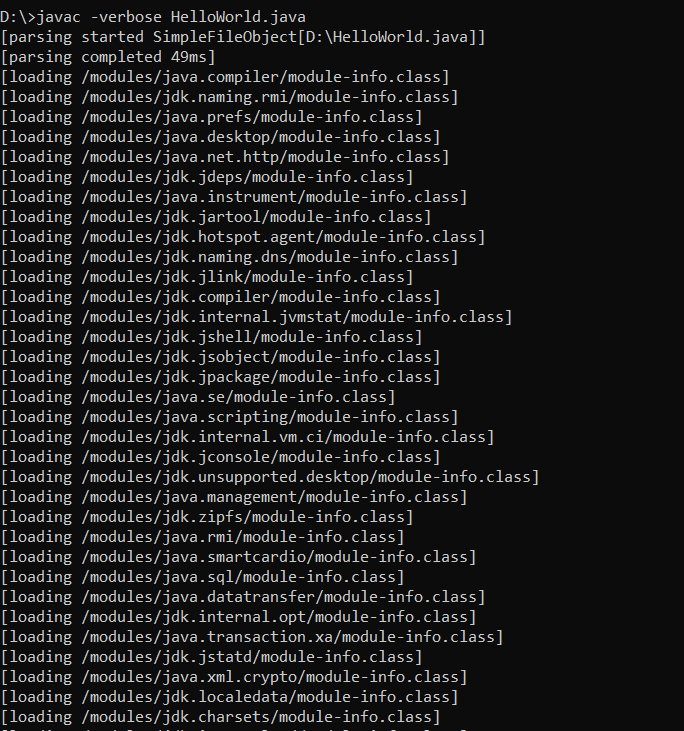 D:\>javac -verbose HelloWorld.java
[parsing started SimpleFileObject[D:\HelloWorld.java]]
[parsing completed 49ms]
[loading /modules/java.compiler/module-info.class]
[loading /modules/jdk.naming.rmi/module-info.class]
[loading /modules/java.prefs/module-info.class]
[loading /modules/java.desktop/module-info.class]
[loading /modules/java.net.http/module-info.class]
[loading /modules/jdk.jdeps/module-info.class]
[loading /modules/java.instrument/module-info.class]
[loading /modules/jdk.jartool/module-info.class]
[loading /modules/jdk.hotspot.agent/module-info.class]
[loading /modules/jdk.naming.dns/module-info.class]
[loading /modules/jdk.jlink/module-info.class]
[loading /modules/jdk.compiler/module-info.class]
[loading /modules/jdk.internal.jvmstat/module-info.class]
[loading /modules/jdk.jshell/module-info.class]
[loading /modules/jdk.jsobject/module-info.class]
[loading /modules/jdk.jpackage/module-info.class]
[loading /modules/java.se/module-info.class]
[loading /modules/java.scripting/module-info.class]
[loading /modules/jdk.internal.vm.ci/module-info.class]
[loading /modules/jdk.jconsole/module-info.class]
[loading /modules/jdk.unsupported.desktop/module-info.class]
[loading /modules/java.management/module-info.class]
[loading /modules/jdk.zipfs/module-info.class]
[loading /modules/java.rmi/module-info.class]
[loading /modules/java.smartcardio/module-info.class]
[loading /modules/java.sql/module-info.class]
[loading /modules/java.datatransfer/module-info.class]
[loading /modules/jdk.internal.opt/module-info.class]
[loading /modules/java.transaction.xa/module-info.class]
[loading /modules/jdk.jstatd/module-info.class]
[loading /modules/java.xml.crypto/module-info.class]
[loading /modules/jdk.localedata/module-info.class]
[loading /modules/jdk.charsets/module-info.class]